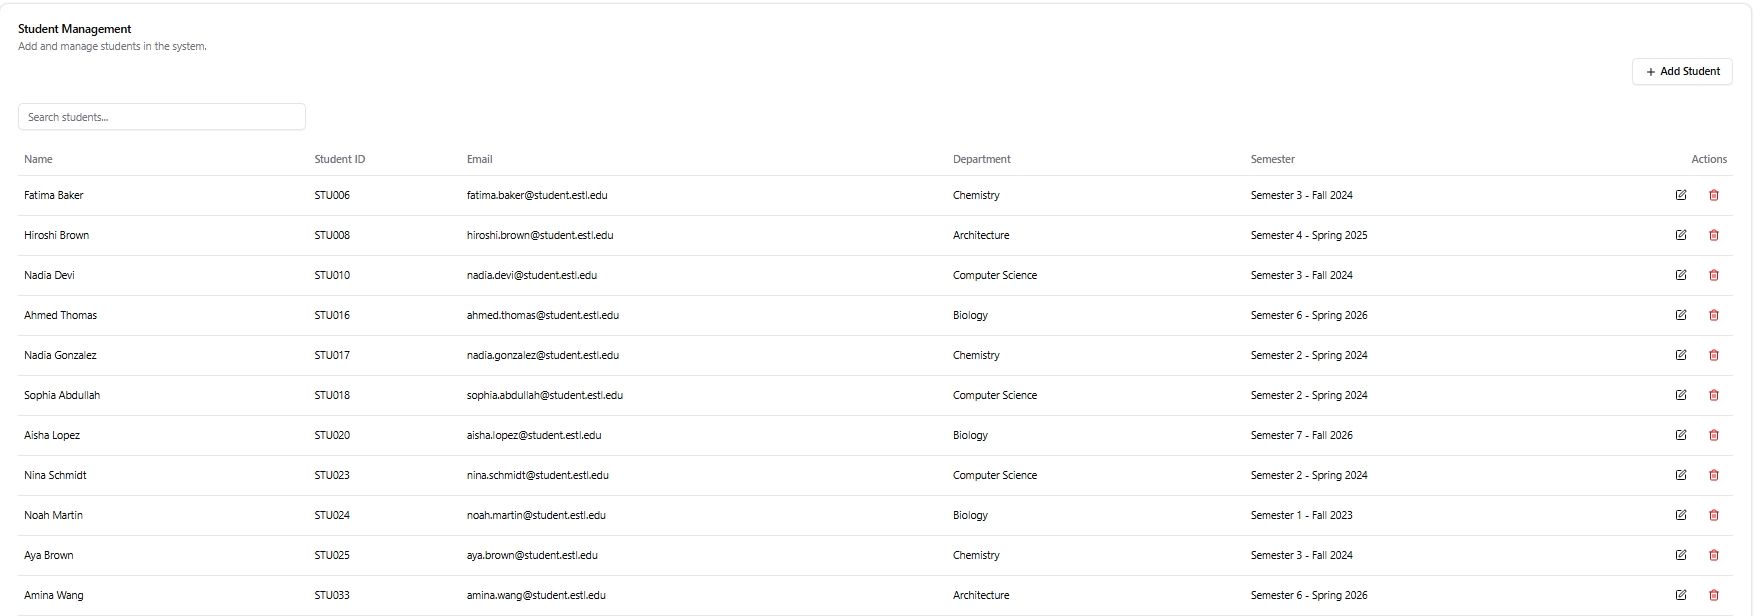 Student Management
Add and manage students in the system.
+ Add Student
Search students...
Name Student ID Email Department Semester Actions
Fatima Baker STU006 fatima.baker@student.estl.edu Chemistry Semester 3 - Fall 2024
Hiroshi Brown STU008 hiroshi.brown@student.estl.edu Architecture Semester 4 - Spring 2025
Nadia Devi STU010 nadia.devi@student.estl.edu Computer Science Semester 3 - Fall 2024
Ahmed Thomas STU016 ahmed.thomas@student.estl.edu Biology Semester 6 - Spring 2026
Nadia Gonzalez STU017 nadia.gonzalez@student.estl.edu Chemistry Semester 2 - Spring 2024
Sophia Abdullah STU018 sophia.abdullah@student.estl.edu Computer Science Semester 2 - Spring 2024
Aisha Lopez STU020 aisha.lopez@student.estl.edu Biology Semester 7 - Fall 2026
Nina Schmidt STU023 nina.schmidt@student.estl.edu Computer Science Semester 2 - Spring 2024
Noah Martin STU024 noah.martin@student.estl.edu Biology Semester 1 - Fall 2023
Aya Brown STU025 aya.brown@student.estl.edu Chemistry Semester 3 - Fall 2024
Amina Wang STU033 amina.wang@student.estl.edu Architecture Semester 6 - Spring 2026